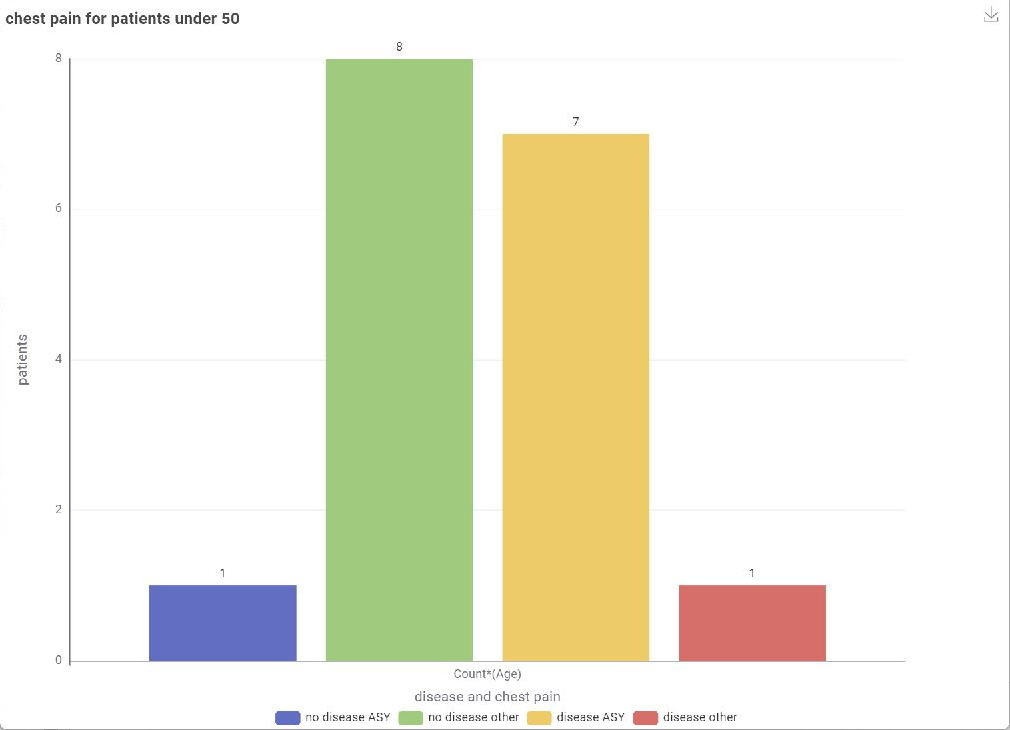 chest pain for patients under 50
8
8
7
6
patients
4
2
1
1
0
Count*(Age)
disease and chest pain
no disease ASY no disease other disease ASY disease other